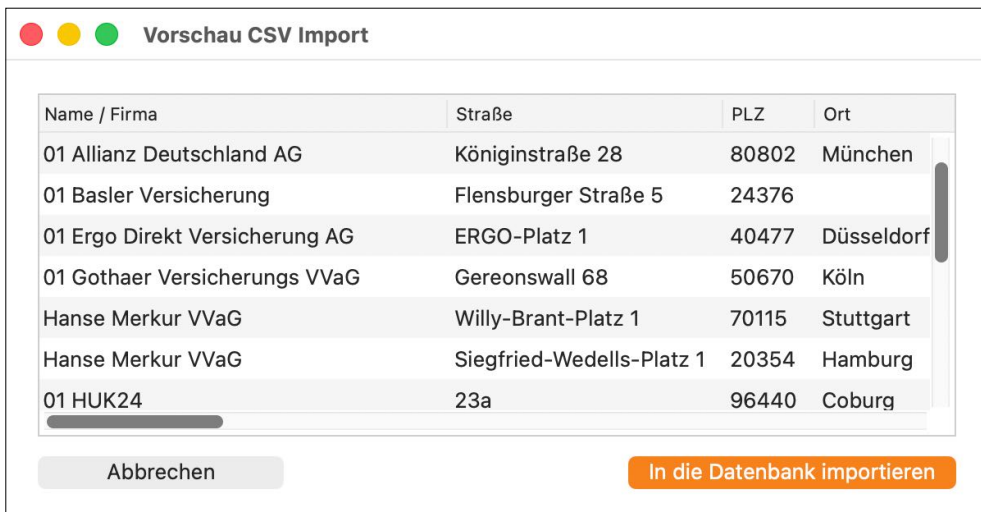 Vorschau CSV Import
Name / Firma Straße PLZ Ort
01 Allianz Deutschland AG Königinstraße 28 80802 München
01 Basler Versicherung Flensburger Straße 5 24376
01 Ergo Direkt Versicherung AG ERGO-Platz 1 40477 Düsseldorf
01 Gothaer Versicherungs VVaG Gereonswall 68 50670 Köln
Hanse Merkur VVaG Willy-Brant-Platz 1 70115 Stuttgart
Hanse Merkur VVaG Siegfried-Wedells-Platz 1 20354 Hamburg
01 HUK24 23a 96440 Coburg
Abbrechen In die Datenbank importieren